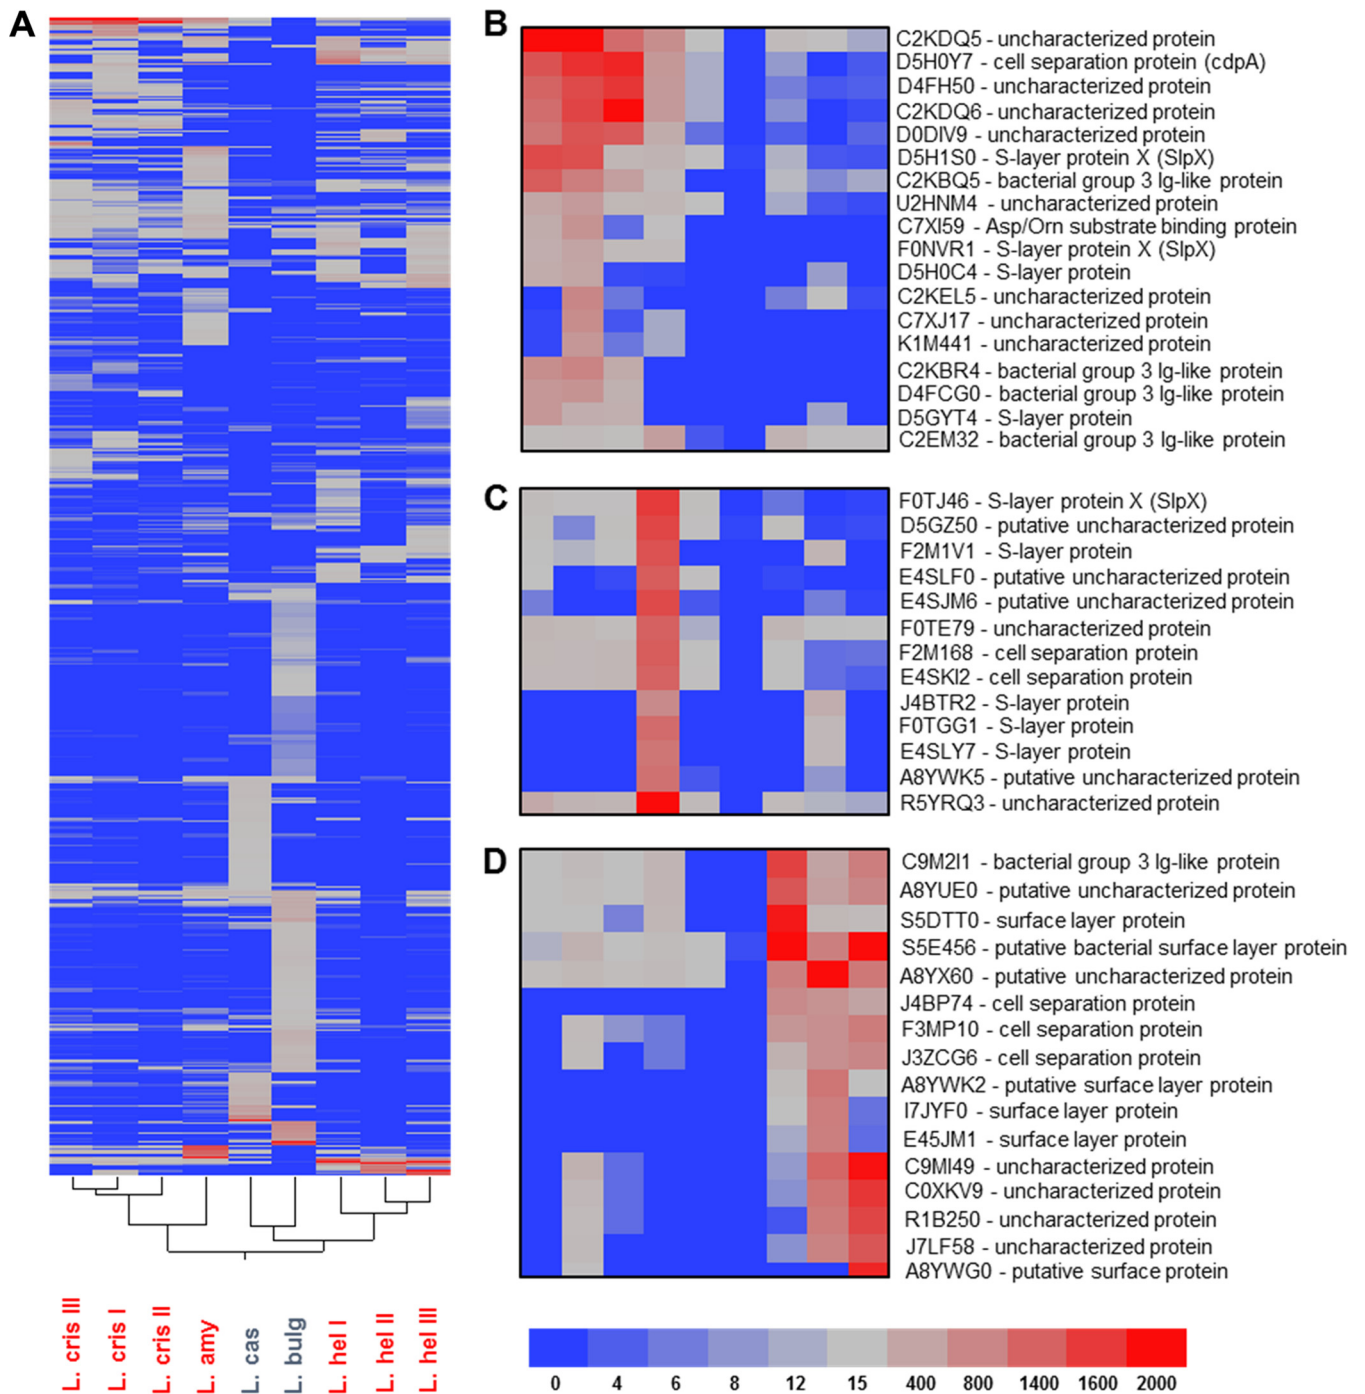 A
L. cris III
L. cris I
L. cris II
L. amy
L. cas
L. bulg
L. hel I
L. hel II
L. hel III
B
C2KDQ5 - uncharacterized protein
D5H0Y7 - cell separation protein (cdpA)
D4FH50 - uncharacterized protein
C2KDQ6 - uncharacterized protein
D0DIV9 - uncharacterized protein
D5H1S0 - S-layer protein X (SlpX)
C2KBQ5 - bacterial group 3 Ig-like protein
U2HNM4 - uncharacterized protein
C7XI59 - Asp/Orn substrate binding protein
F0NVR1 - S-layer protein X (SlpX)
D5H0C4 - S-layer protein
C2KEL5 - uncharacterized protein
C7XJ17 - uncharacterized protein
K1M441 - uncharacterized protein
C2KBR4 - bacterial group 3 Ig-like protein
D4FCG0 - bacterial group 3 Ig-like protein
D5GYT4 - S-layer protein
C2EM32 - bacterial group 3 Ig-like protein
C
F0TJ46 - S-layer protein X (SlpX)
D5GZ50 - putative uncharacterized protein
F2M1V1 - S-layer protein
E4SLF0 - putative uncharacterized protein
E4SJM6 - putative uncharacterized protein
F0TE79 - uncharacterized protein
F2M168 - cell separation protein
E4SKI2 - cell separation protein
J4BTR2 - S-layer protein
F0TGG1 - S-layer protein
E4SLY7 - S-layer protein
A8YWK5 - putative uncharacterized protein
R5YRQ3 - uncharacterized protein
D
C9M2I1 - bacterial group 3 Ig-like protein
A8YUE0 - putative uncharacterized protein
S5DTT0 - surface layer protein
S5E456 - putative bacterial surface layer protein
A8YX60 - putative uncharacterized protein
J4BP74 - cell separation protein
F3MP10 - cell separation protein
J3ZCG6 - cell separation protein
A8YWK2 - putative surface layer protein
I7JYF0 - surface layer protein
E45JM1 - surface layer protein
C9MI49 - uncharacterized protein
C0XKV9 - uncharacterized protein
R1B250 - uncharacterized protein
J7LF58 - uncharacterized protein
A8YWG0 - putative surface protein
0 4 6 8 12 15 400 800 1400 1600 2000